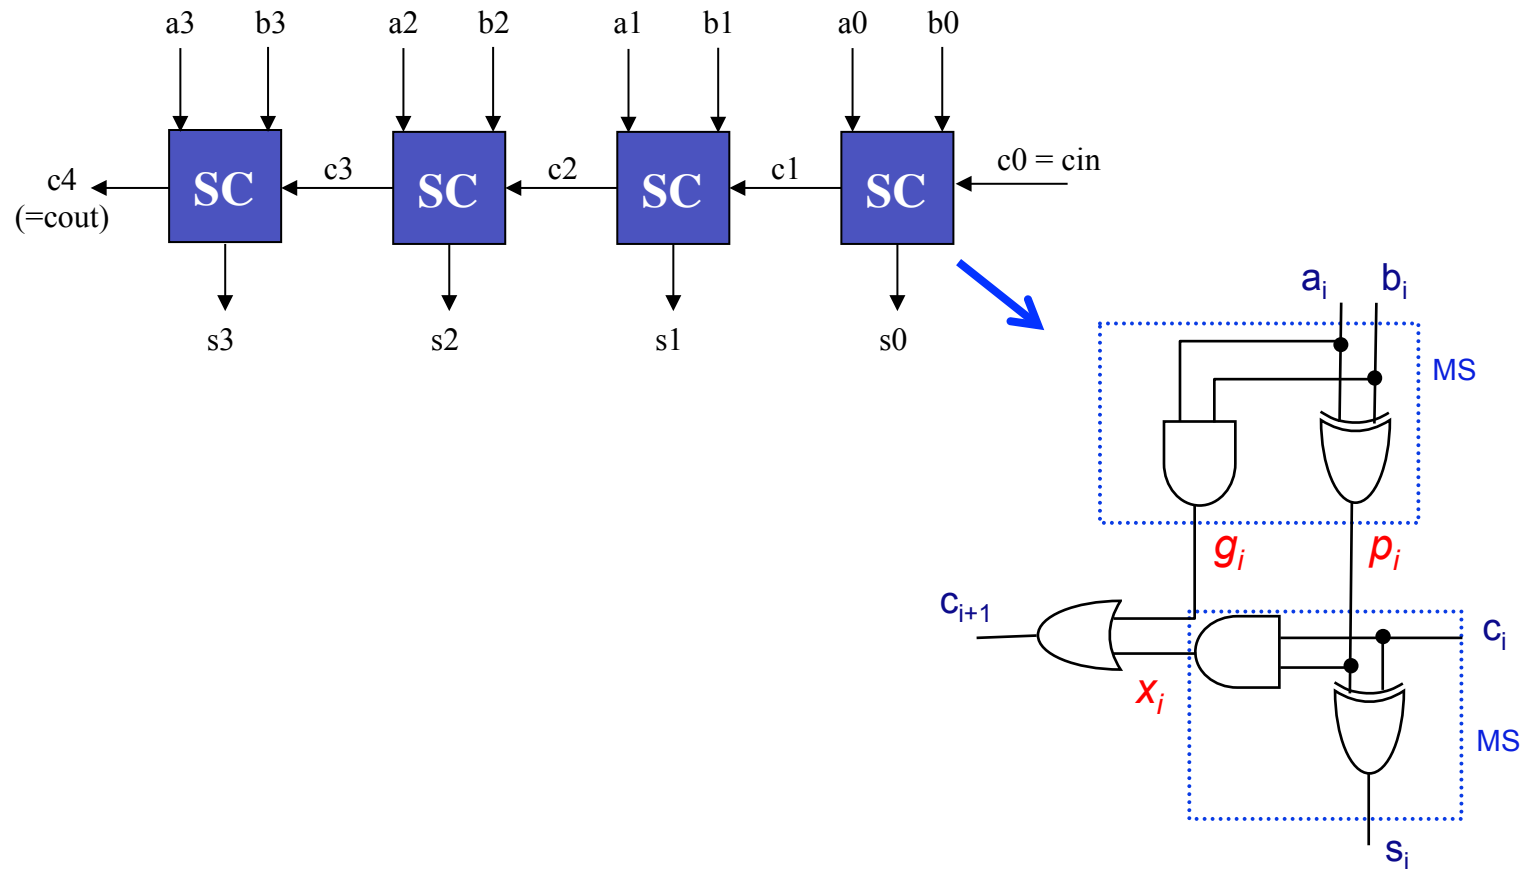 a3 b3 a2 b2 a1 b1 a0 b0
SC SC SC SC
c4
(=cout)
c3
c2
c1
c0 = cin
s3 s2 s1 s0
aᵢ bᵢ
MS
gᵢ pᵢ
cᵢ₊₁
cᵢ
xᵢ
MS
sᵢ